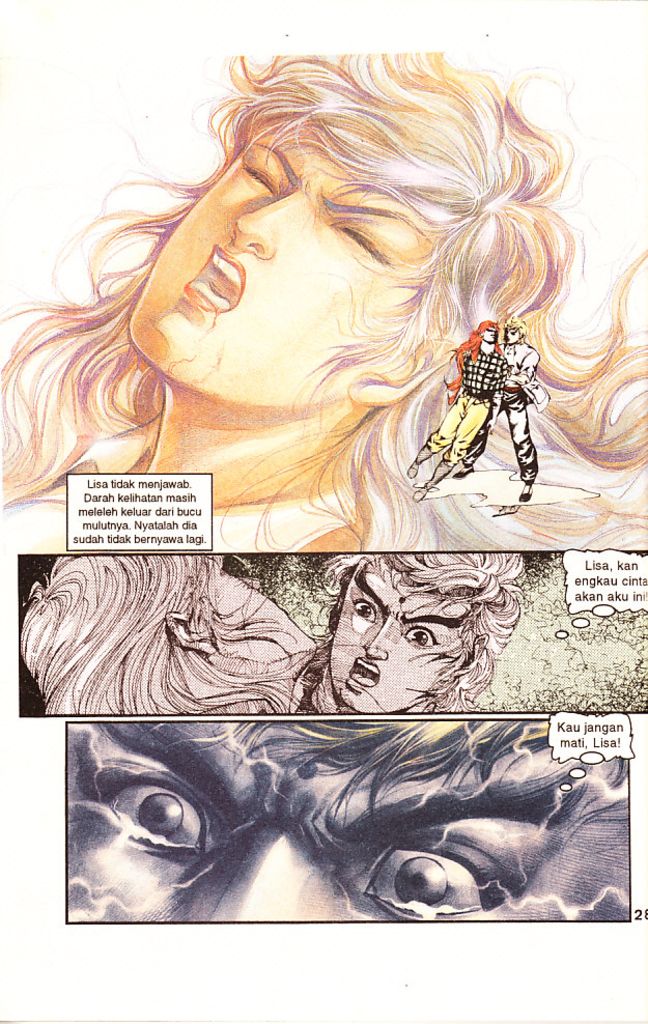 Lisa tidak menjawab.
Darah kelihatan masih
meleleh keluar dari bucu
mulutnya. Nyatalah dia
sudah tidak bernyawa lagi.
Lisa, kan
engkau cinta
akan aku ini!
Kau jangan
mati, Lisa!
28